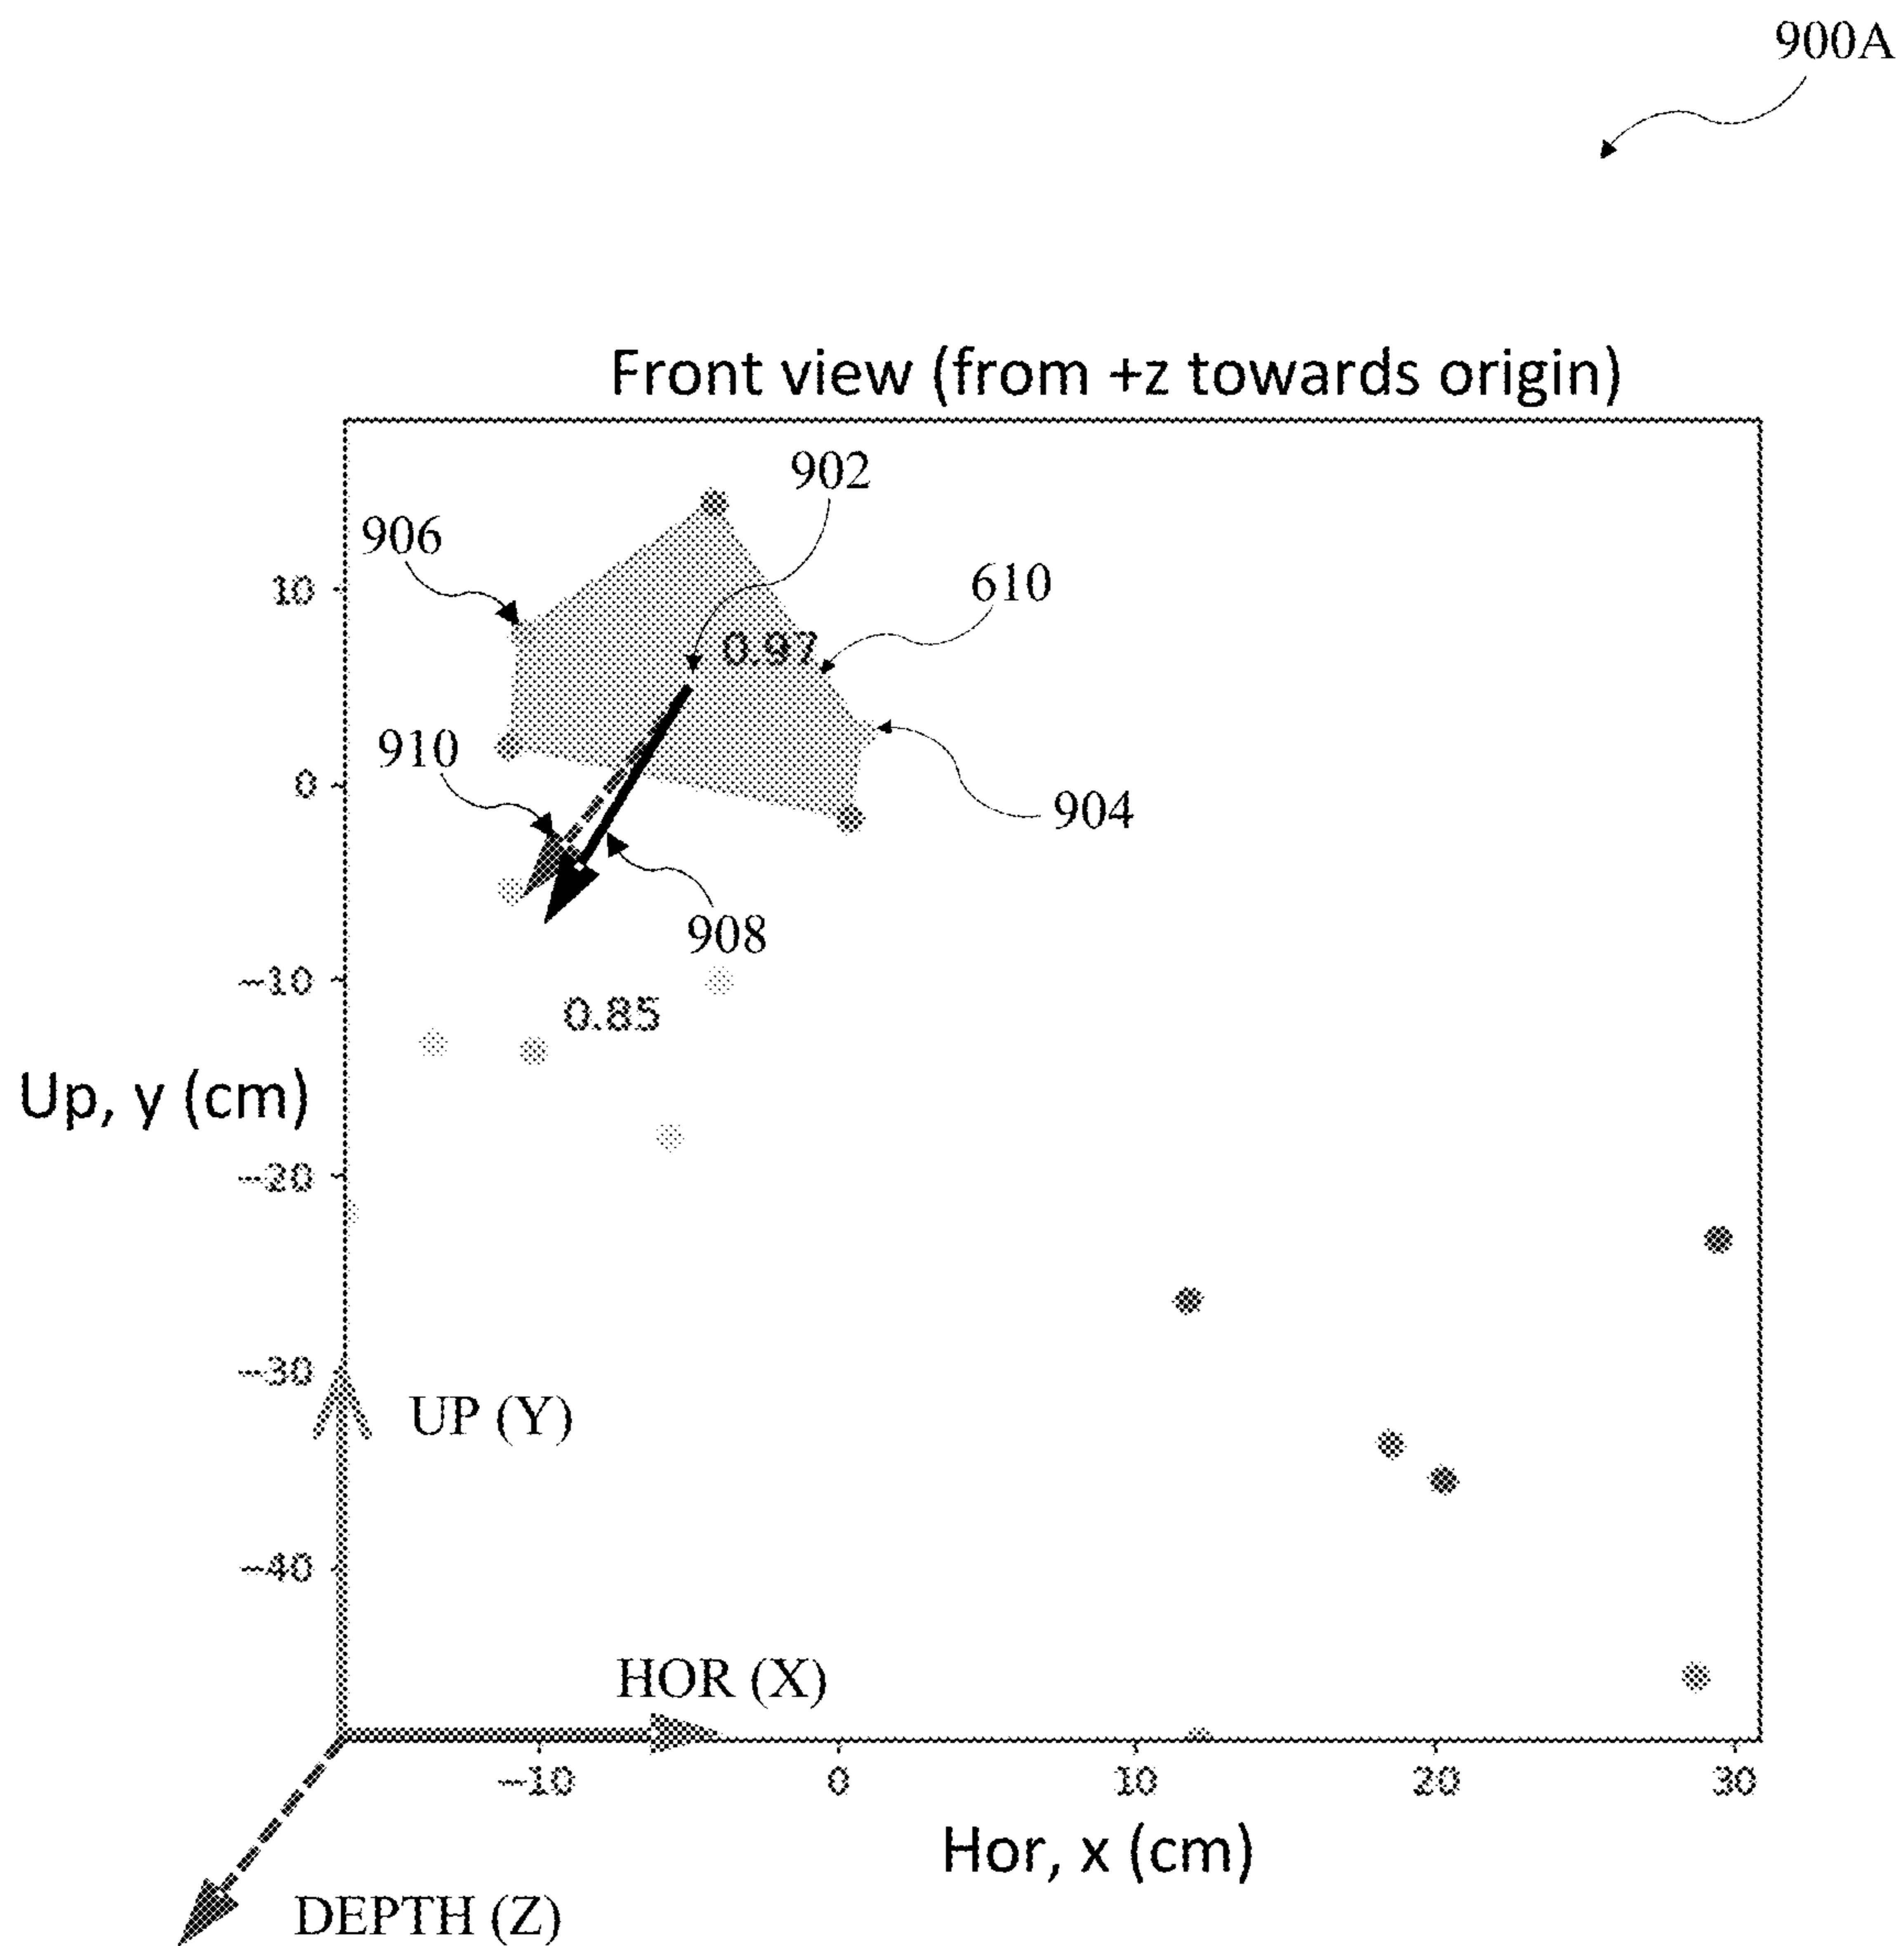 900A
Front view (from +z towards origin)
902
906
610
10
0.97
910
0
904
908
-10
0.85
Up, y (cm)
-20
-30
UP (Y)
-40
HOR (X)
-10 0 10 20 30
Hor, x (cm)
DEPTH (Z)